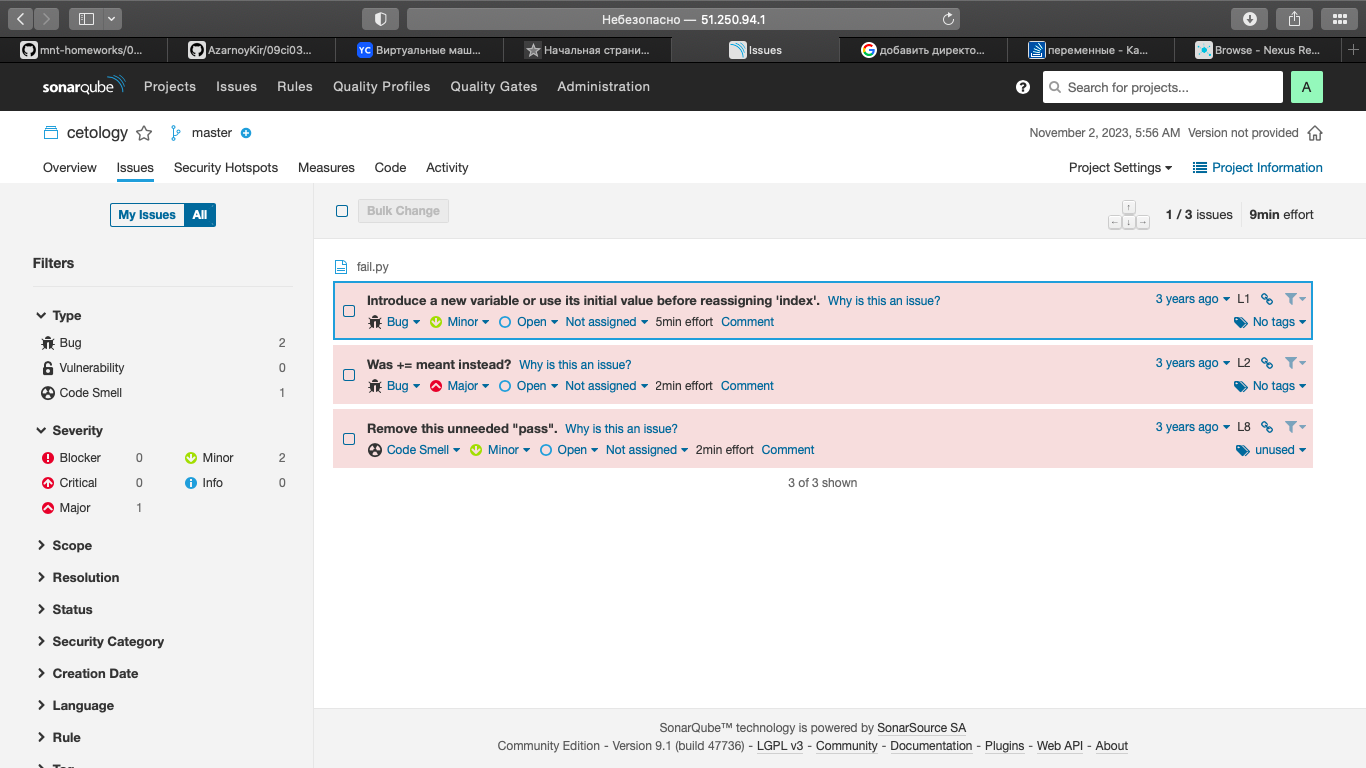 Небезопасно — 51.250.94.1
mnt-homeworks/0... AzarnoyKir/09ci03... YC Виртуальные маш... Начальная страни... Issues добавить директо... переменные - Ка... Browse - Nexus Re...
sonarqube Projects Issues Rules Quality Profiles Quality Gates Administration ? Search for projects... A
cetology master November 2, 2023, 5:56 AM Version not provided
Overview Issues Security Hotspots Measures Code Activity Project Settings Project Information
My Issues All
Bulk Change
1 / 3 issues 9min effort
Filters
Type
Bug 2
Vulnerability 0
Code Smell 1
Severity
Blocker 0 Minor 2
Critical 0 Info 0
Major 1
Scope
Resolution
Status
Security Category
Creation Date
Language
Rule
fail.py
Introduce a new variable or use its initial value before reassigning 'index'. Why is this an issue? 3 years ago L1
Bug Minor Open Not assigned 5min effort Comment No tags
Was += meant instead? Why is this an issue? 3 years ago L2
Bug Major Open Not assigned 2min effort Comment No tags
Remove this unneeded "pass". Why is this an issue? 3 years ago L8
Code Smell Minor Open Not assigned 2min effort Comment unused
3 of 3 shown
SonarQube™ technology is powered by SonarSource SA
Community Edition - Version 9.1 (build 47736) - LGPL v3 - Community - Documentation - Plugins - Web API - About